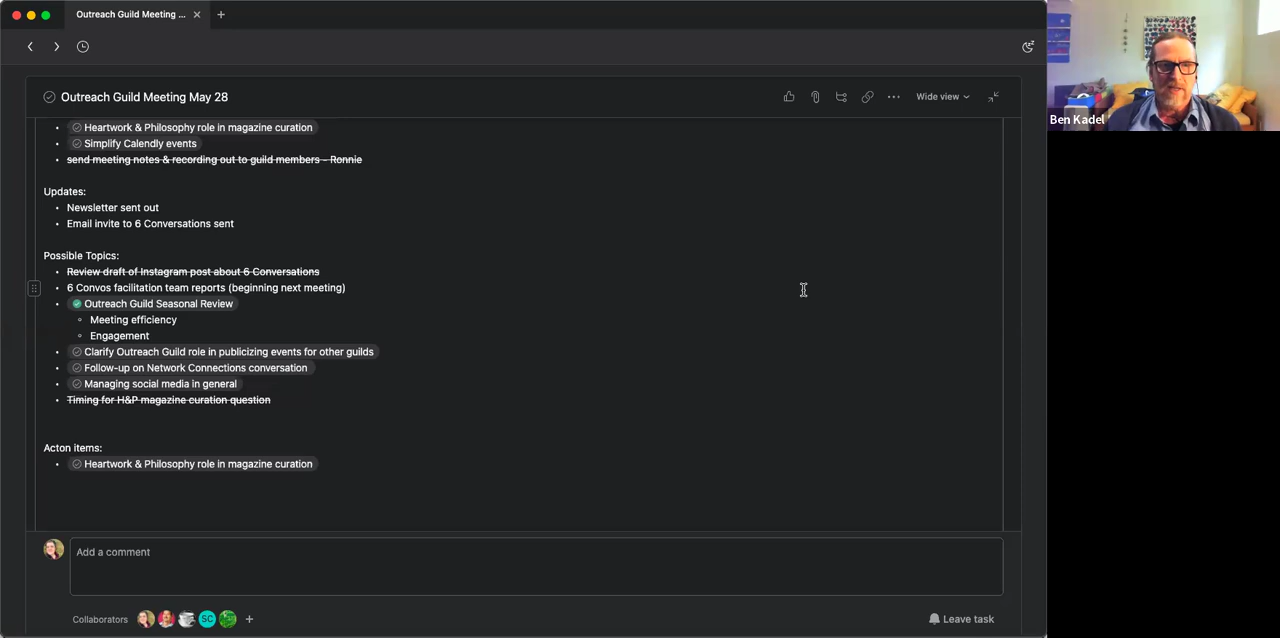 Outreach Guild Meeting ...
Outreach Guild Meeting May 28
Wide view
Heartwork & Philosophy role in magazine curation
Simplify Calendly events
send meeting notes & recording out to guild members - Ronnie
Updates:
Newsletter sent out
Email invite to 6 Conversations sent
Possible Topics:
Review draft of Instagram post about 6 Conversations
6 Convos facilitation team reports (beginning next meeting)
Outreach Guild Seasonal Review
Meeting efficiency
Engagement
Clarify Outreach Guild role in publicizing events for other guilds
Follow-up on Network Connections conversation
Managing social media in general
Timing for H&P magazine curation question
Acton items:
Heartwork & Philosophy role in magazine curation
Add a comment
Collaborators
SC
Leave task
Ben Kadel